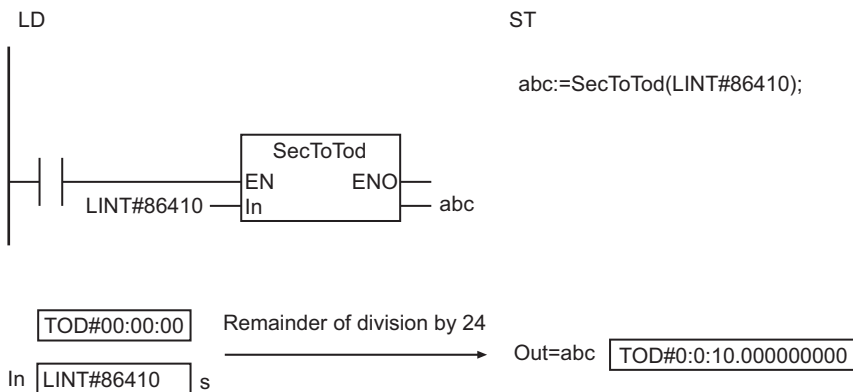 LD
ST
abc:=SecToTod(LINT#86410);
SecToTod
EN ENO
LINT#86410 In abc
TOD#00:00:00 Remainder of division by 24
In LINT#86410 s Out=abc TOD#0:0:10.000000000